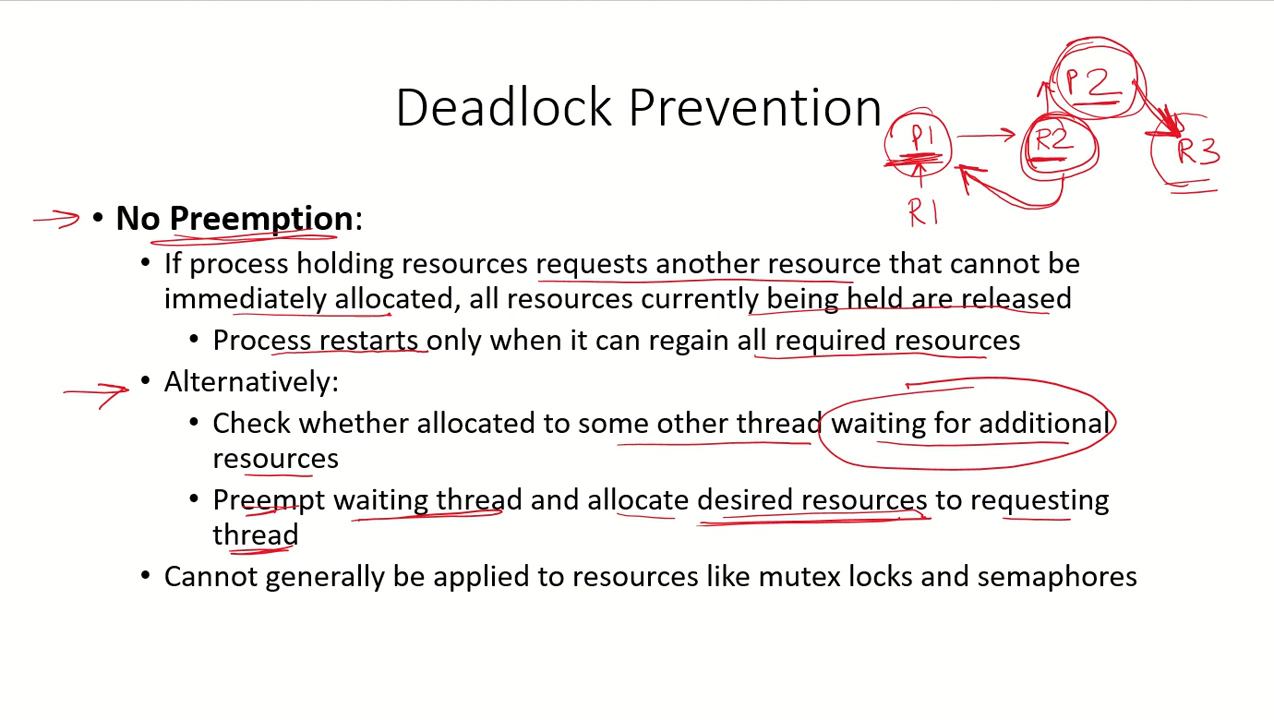 Deadlock Prevention
P2
P1
R2
R3
R1
• No Preemption:
• If process holding resources requests another resource that cannot be
immediately allocated, all resources currently being held are released
• Process restarts only when it can regain all required resources
• Alternatively:
• Check whether allocated to some other thread waiting for additional
resources
• Preempt waiting thread and allocate desired resources to requesting
thread
• Cannot generally be applied to resources like mutex locks and semaphores